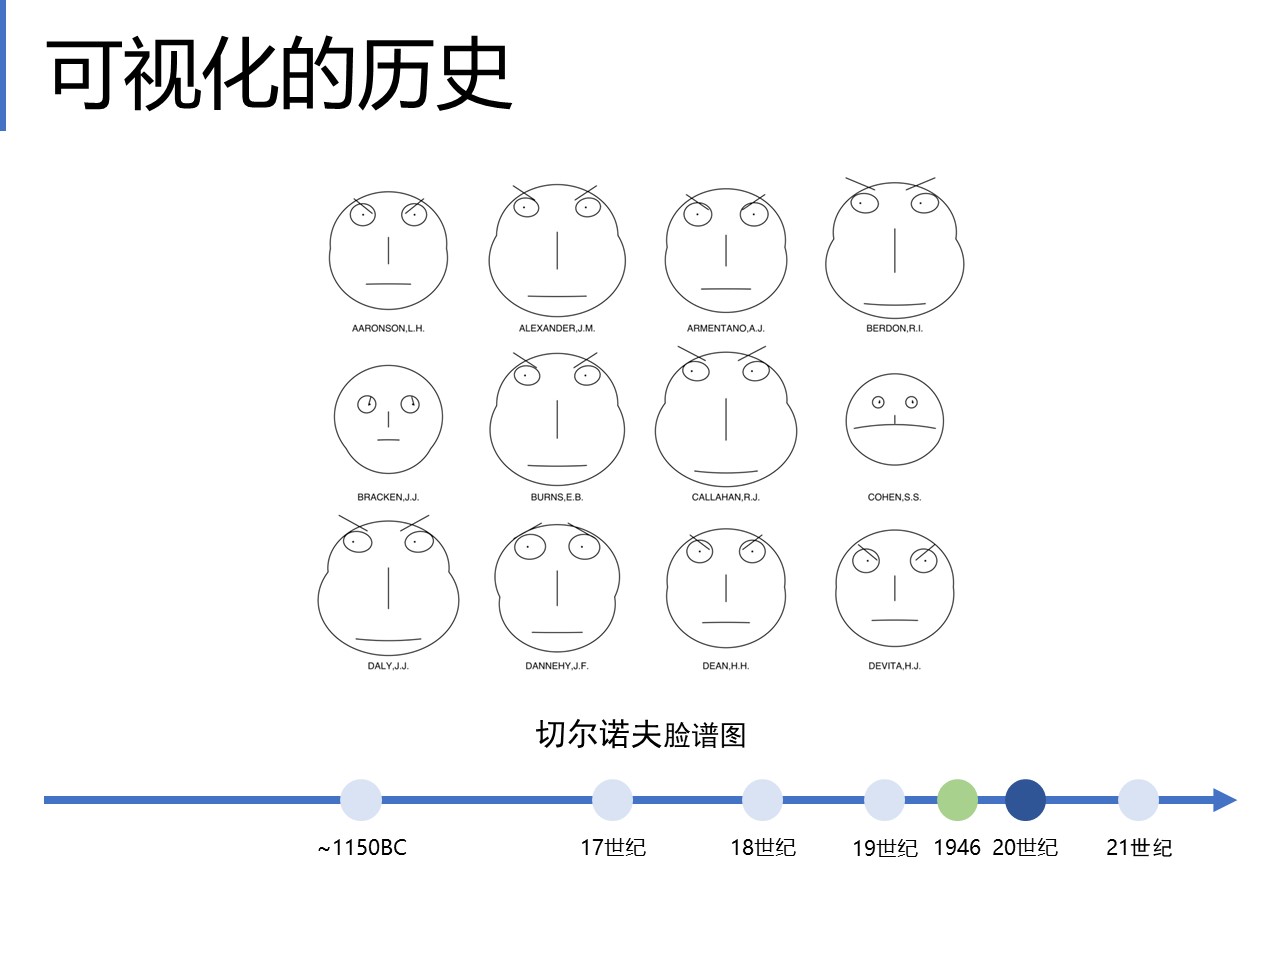 可视化的历史
AARONSON,L.H. ALEXANDER,J.M. ARMENTANO,A.J. BERDON,R.I.
BRACKEN,J.J. BURNS,E.B. CALLAHAN,R.J. COHEN,S.S.
DALY,J.J. DANNEHY,J.F. DEAN,H.H. DEVITA,H.J.
切尔诺夫脸谱图
~1150BC 17世纪 18世纪 19世纪 1946 20世纪 21世纪